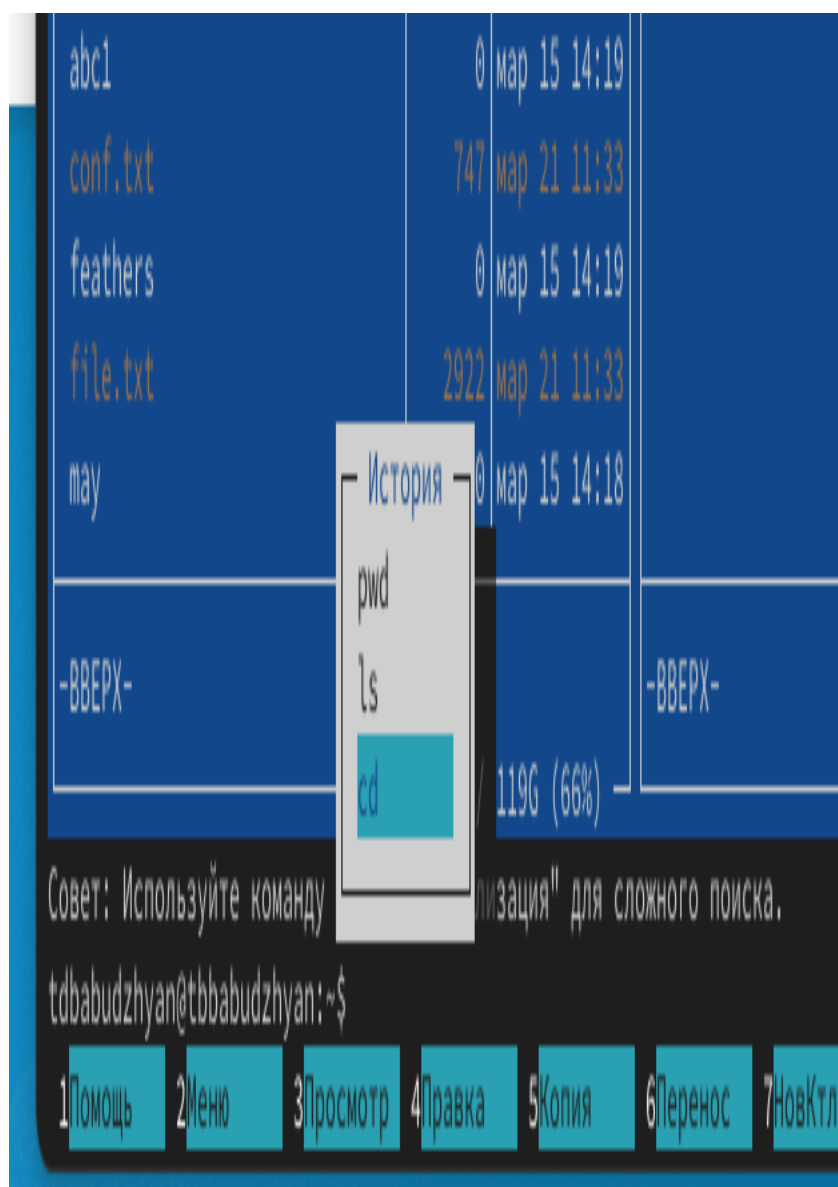 abc1 0 мар 15 14:19
conf.txt 747 мар 21 11:33
feathers 0 мар 15 14:19
file.txt 2922 мар 21 11:33
may 0 мар 15 14:18
История
pwd
ls
cd
-ВВЕРХ- -ВВЕРХ-
/ 119G (66%)
Совет: Используйте команду лизация" для сложного поиска.
tdbabudzhyan@tbbabudzhyan:~$
1Помощь 2Меню 3Просмотр 4Правка 5Копия 6Перенос 7НовКтл